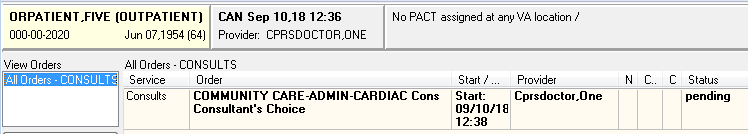 ORPATIENT,FIVE (OUTPATIENT)
000-00-2020 Jun 07,1954 (64)
CAN Sep 10,18 12:36
Provider: CPRSDOCTOR,ONE
No PACT assigned at any VA location /
View Orders
All Orders - CONSULTS
All Orders - CONSULTS
Service Order Start / ... Provider N C.. C Status
Consults COMMUNITY CARE-ADMIN-CARDIAC Cons Start: Cprsdoctor,One pending
Consultant's Choice 09/10/18
12:38